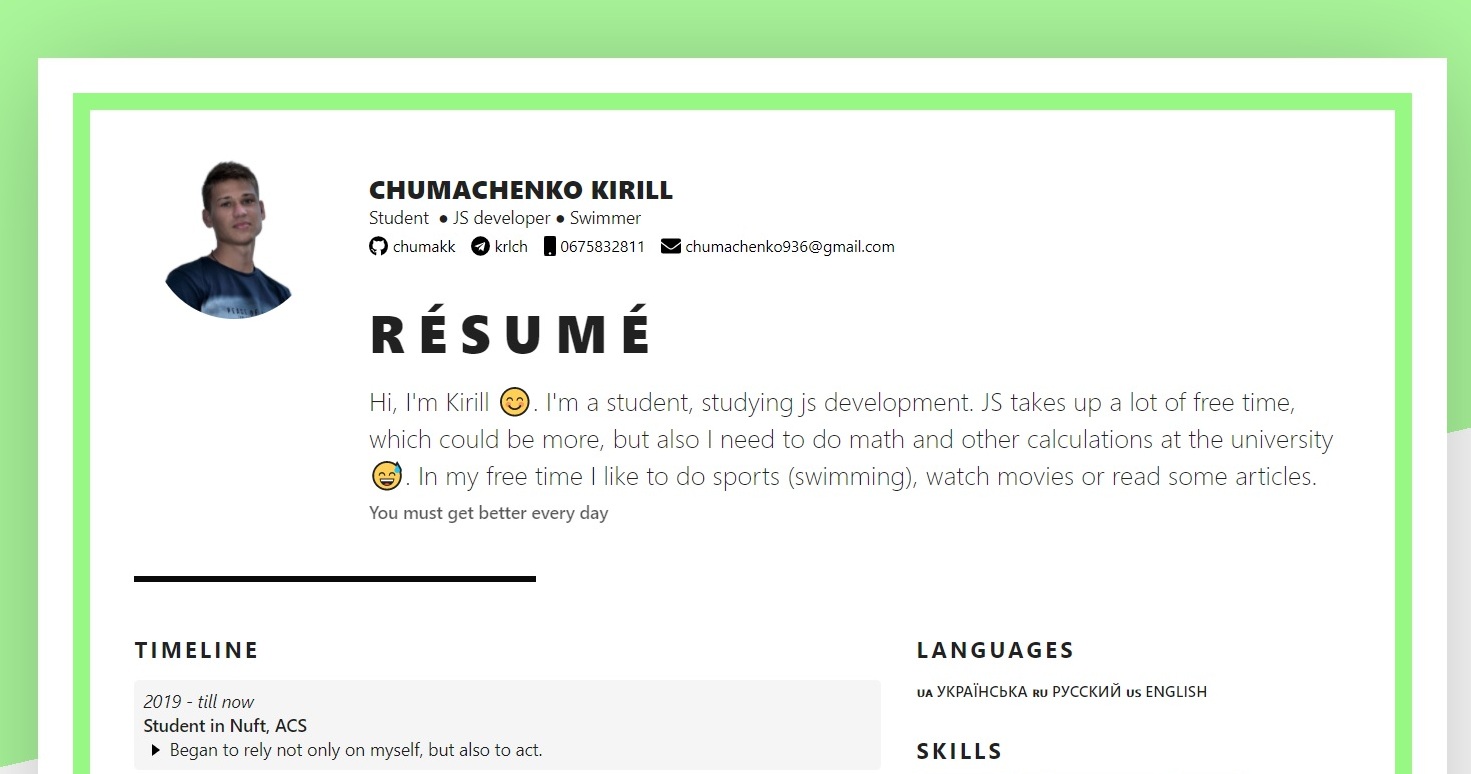 CHUMACHENKO KIRILL
Student ● JS developer ● Swimmer
chumakk krlch 0675832811 chumachenko936@gmail.com
RÉSUMÉ
Hi, I'm Kirill 😊. I'm a student, studying js development. JS takes up a lot of free time,
which could be more, but also I need to do math and other calculations at the university
😅. In my free time I like to do sports (swimming), watch movies or read some articles.
You must get better every day
TIMELINE
2019 - till now
Student in Nuft, ACS
Began to rely not only on myself, but also to act.
LANGUAGES
UA УКРАЇНСЬКА RU РУССКИЙ US ENGLISH
SKILLS